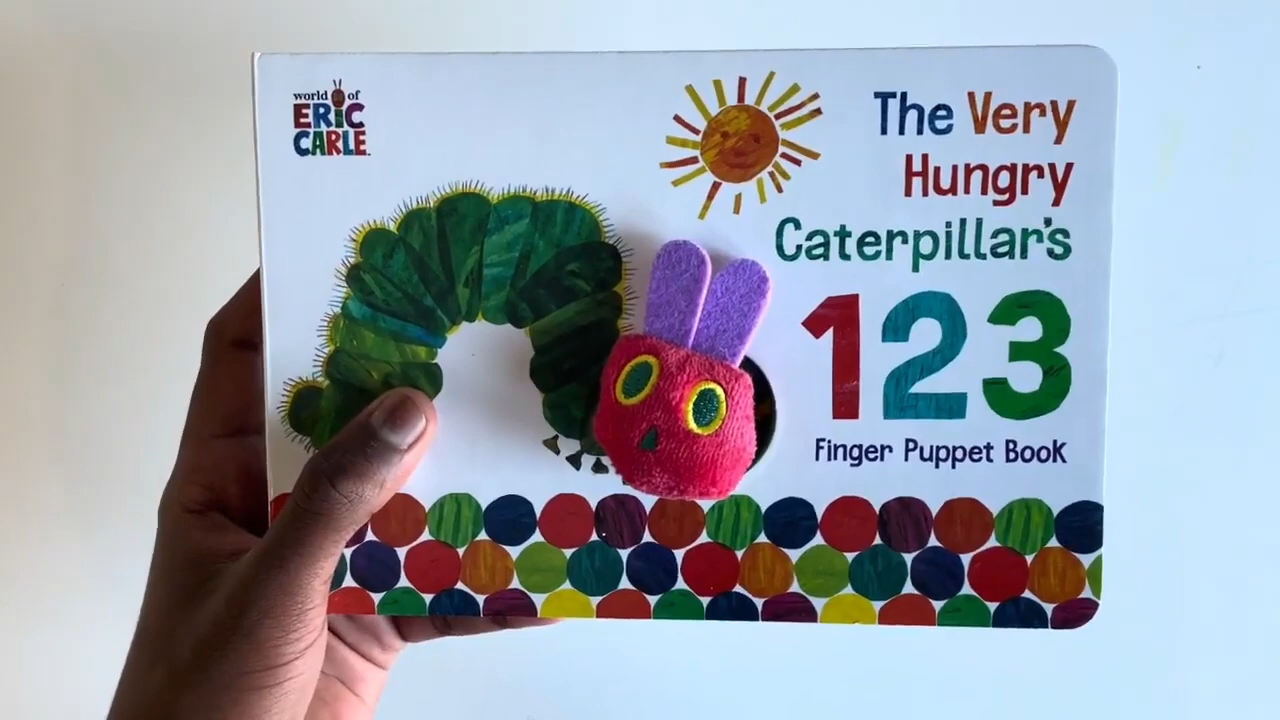 world of
ERIC
CARLE
The Very
Hungry
Caterpillar's
123
Finger Puppet Book